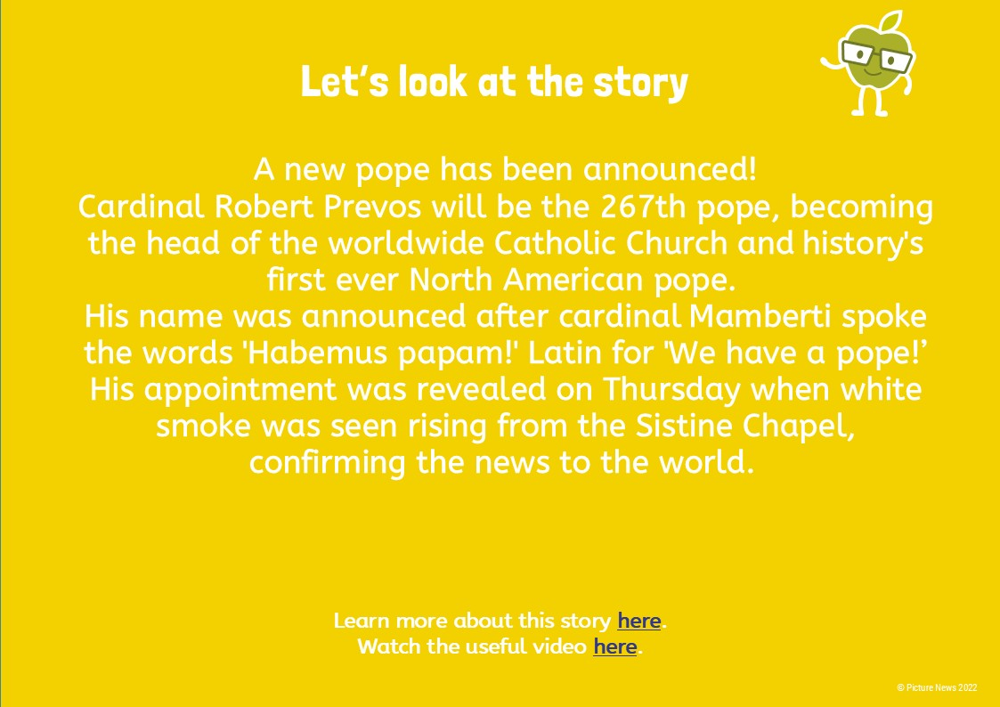 Let's look at the story
A new pope has been announced!
Cardinal Robert Prevos will be the 267th pope, becoming
the head of the worldwide Catholic Church and history's
first ever North American pope.
His name was announced after cardinal Mamberti spoke
the words 'Habemus papam!' Latin for 'We have a pope!’
His appointment was revealed on Thursday when white
smoke was seen rising from the Sistine Chapel,
confirming the news to the world.
Learn more about this story here.
Watch the useful video here.
© Picture News 2022